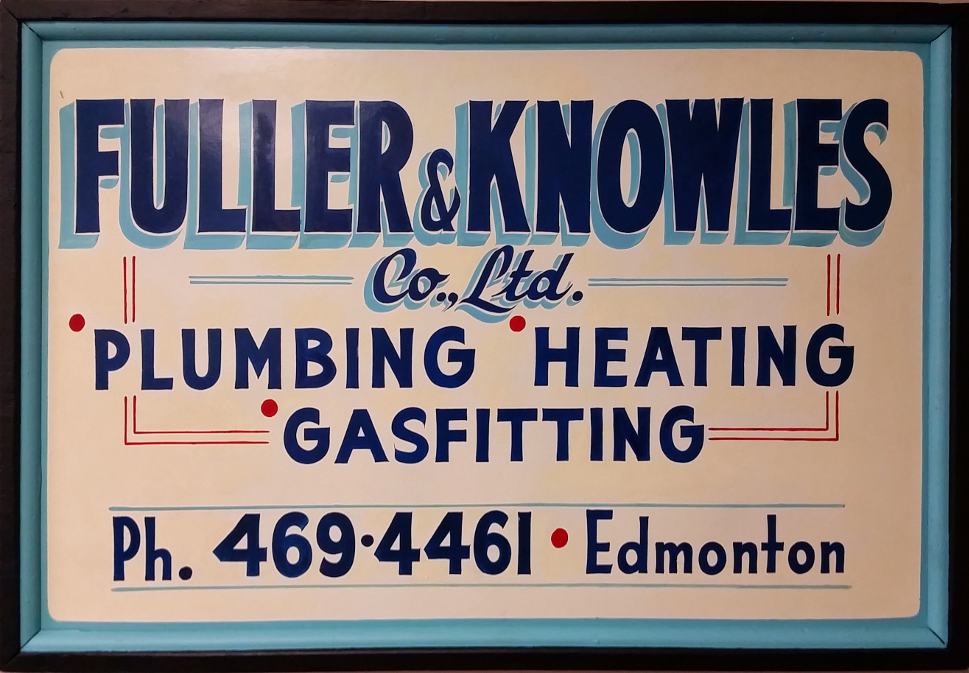 FULLER & KNOWLES
Co., Ltd.
• PLUMBING • HEATING
• GASFITTING
Ph. 469·4461 • Edmonton